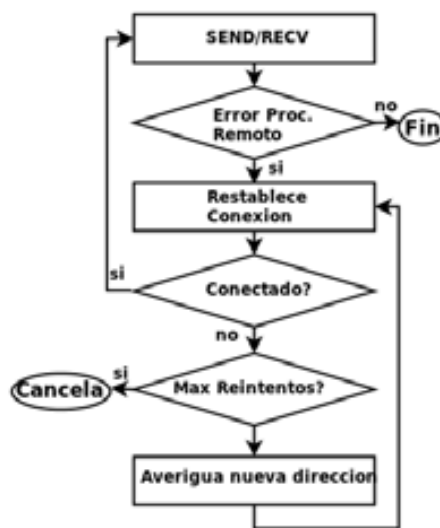 SEND/RECV
Error Proc.
Remoto
no
Fin
si
Restablece
Conexion
si
Conectado?
no
si
Cancela
Max Reintentos?
Averigua nueva direccion